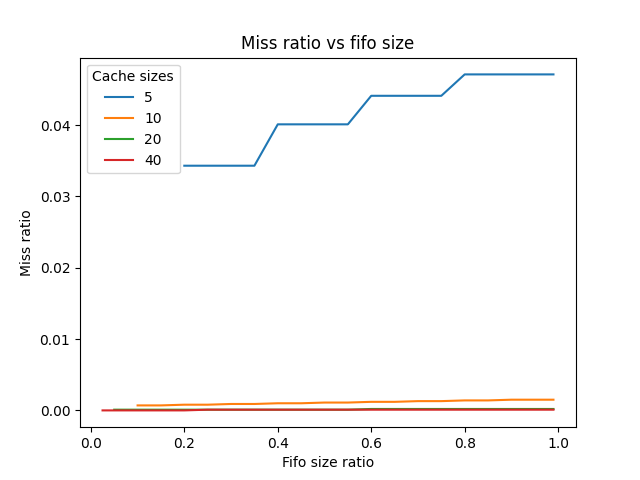 Miss ratio vs fifo size
Cache sizes
5
10
20
40
Miss ratio
0.04
0.03
0.02
0.01
0.00
0.0 0.2 0.4 0.6 0.8 1.0
Fifo size ratio